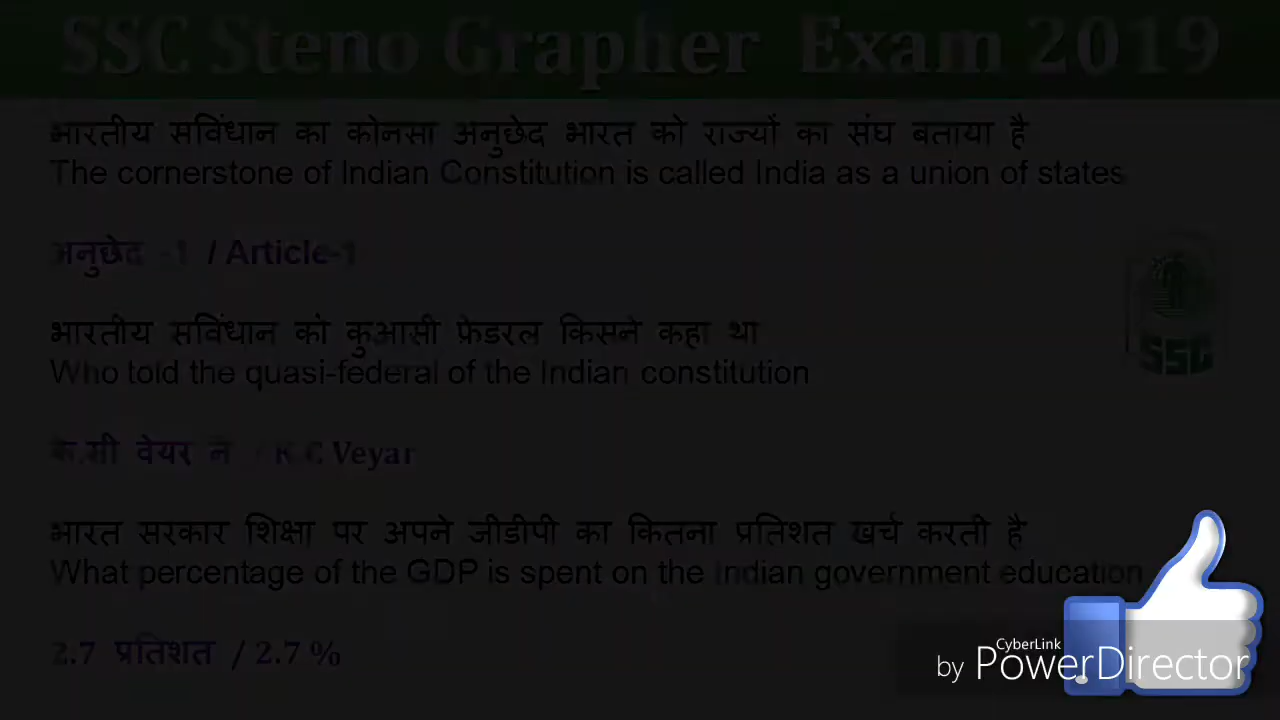 SSC Steno Grapher Exam 2019
भारतीय सविंधान का कोनसा अनुछेद भारत को राज्यों का संघ बताया है
The cornerstone of Indian Constitution is called India as a union of states
अनुछेद -1 / Article-1
भारतीय सविंधान को कुआसी फ़ेडरल किसने कहा था
Who told the quasi-federal of the Indian constitution
के.सी वेयर ने / K C Veyar
भारत सरकार शिक्षा पर अपने जीडीपी का कितना प्रतिशत खर्च करती है
What percentage of the GDP is spent on the indian government education
2.7 प्रतिशत / 2.7 %
SSC
CyberLink
by PowerDirector